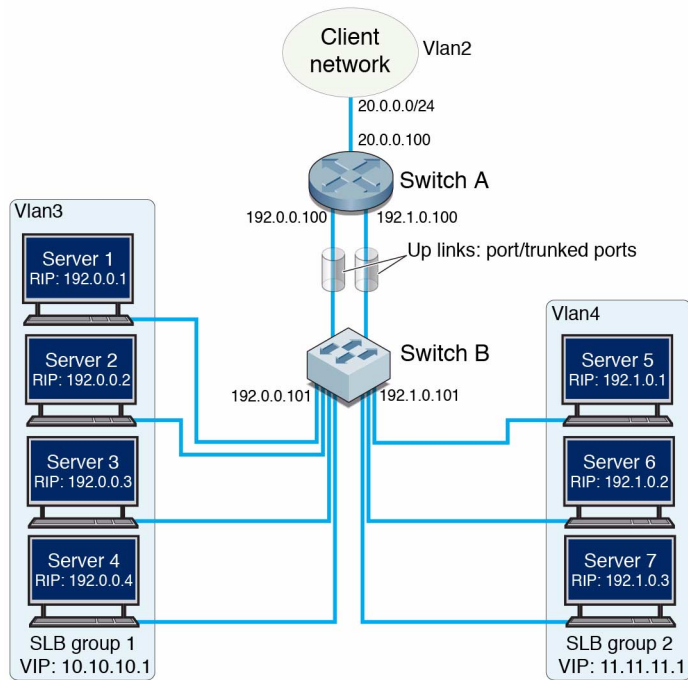 Client
network
Vlan2
20.0.0.0/24
20.0.0.100
Switch A
192.0.0.100
192.1.0.100
Up links: port/trunked ports
Switch B
192.0.0.101
192.1.0.101
Vlan3
Server 1
RIP: 192.0.0.1
Server 2
RIP: 192.0.0.2
Server 3
RIP: 192.0.0.3
Server 4
RIP: 192.0.0.4
SLB group 1
VIP: 10.10.10.1
Vlan4
Server 5
RIP: 192.1.0.1
Server 6
RIP: 192.1.0.2
Server 7
RIP: 192.1.0.3
SLB group 2
VIP: 11.11.11.1